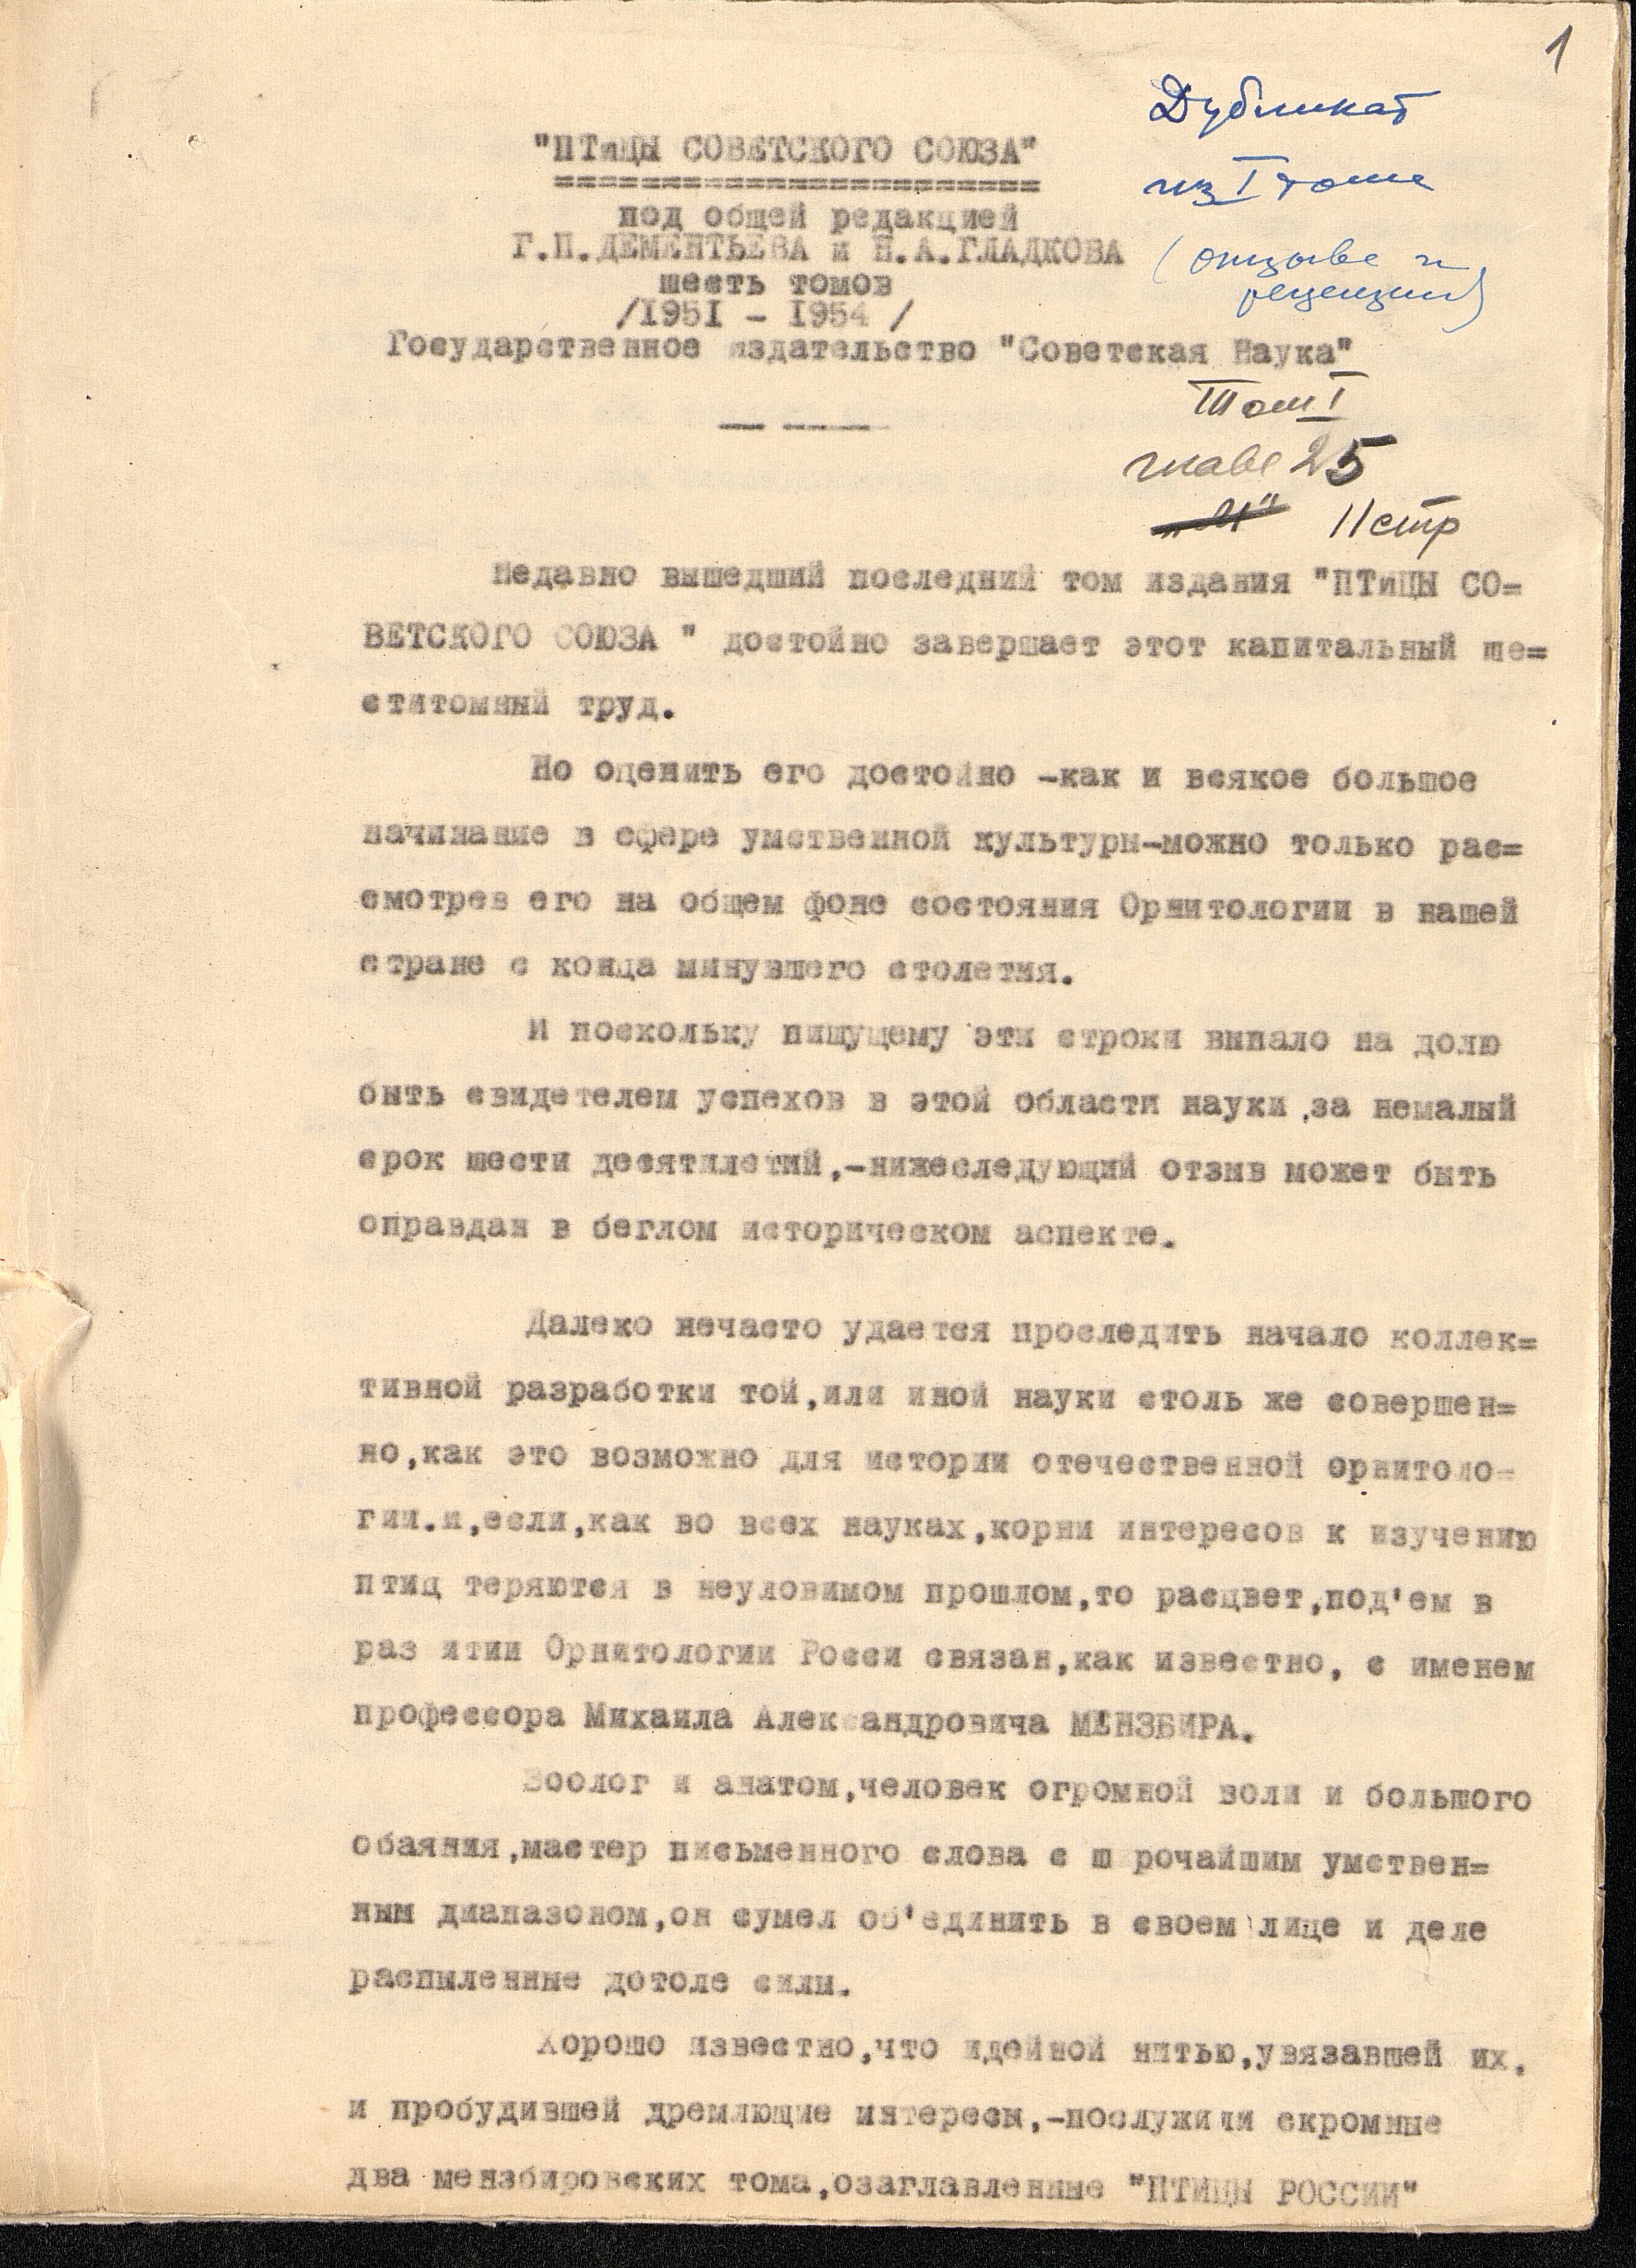 1
Дубликат
из I тома
(отзывы и
рецензии)
"ПТиЦЫ СОВЕТСКОГО СОЮЗА"
========================
под общей редакцией
Г.П.ДЕМЕНТЬЕВА и Н.А.ГЛАДКОВА
шесть томов
/1951 - 1954 /
Государственное издательство "Советская Наука"
Том I
глава 25
11 стр
Недавно вышедший последний том издания "ПТиЦЫ СО=
ВЕТСКОГО СОЮЗА " достойно завершает этот капитальный ше=
ститомный труд.
Но оценить его достойно -как и всякое большое
начинание в сфере умственной культуры-можно только рас=
смотрев его на общем фоне состояния Орнитологии в нашей
стране с конца минувшего столетия.
И поскольку пишущему эти строки выпало на долю
быть свидетелем успехов в этой области науки ,за немалый
срок шести десятилетий,-нижеследующий отзыв может быть
оправдан в беглом историческом аспекте.
Далеко нечасто удается проследить начало коллек=
тивной разработки той,или иной науки столь же совершен=
но,как это возможно для истории отечественной орнитоло=
гии.и,если,как во всех науках,корни интересов к изучению
птиц теряются в неуловимом прошлом,то расцвет,под'ем в
раз итии Орнитологии Росси связан,как известно, с именем
профессора Михаила Александровича МЕНЗБИРА.
Зоолог и анатом,человек огромной воли и большого
обаяния,мастер письменного слова с ш рочайшим умствен=
ным диапазоном,он сумел об'единить в своем лице и деле
распыленные дотоле силы.
Хорошо известно,что идейной нитью,увязавшей их,
и пробудившей дремлющие интересы,-послужили скромные
два мензбировских тома,озаглавленные "ПТИЦЫ РОССИИ"